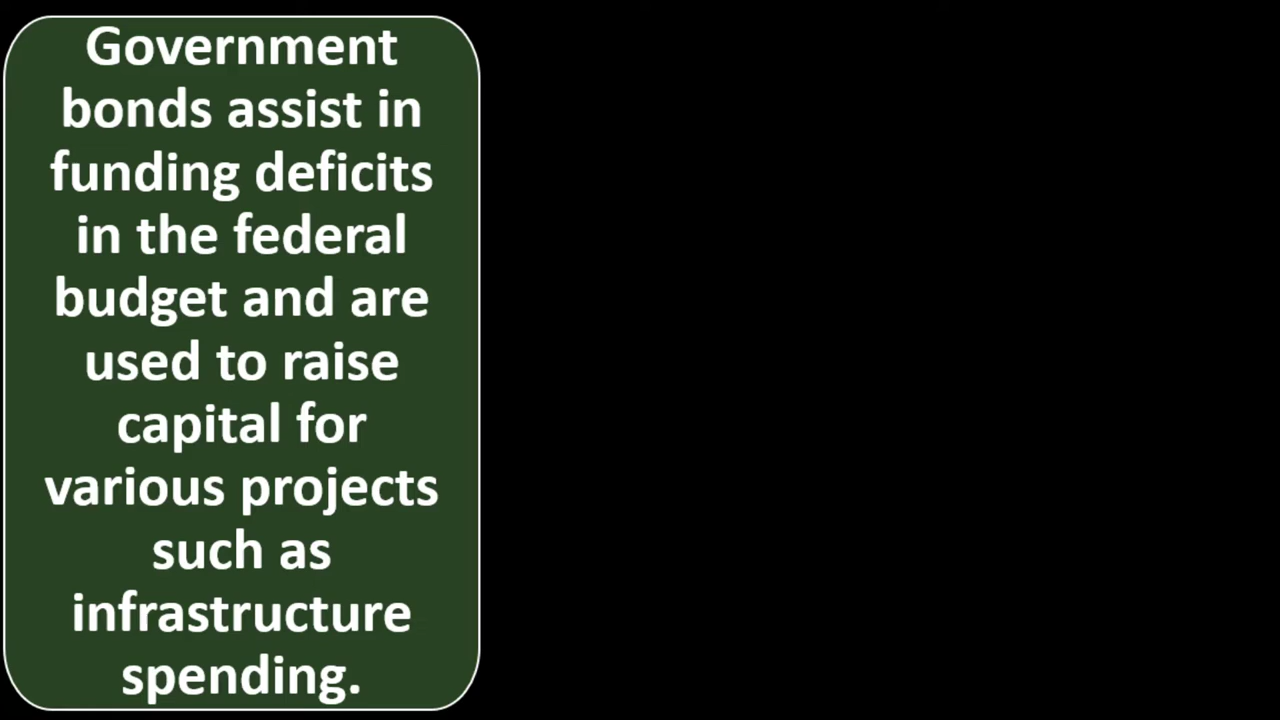 Government
bonds assist in
funding deficits
in the federal
budget and are
used to raise
capital for
various projects
such as
infrastructure
spending.